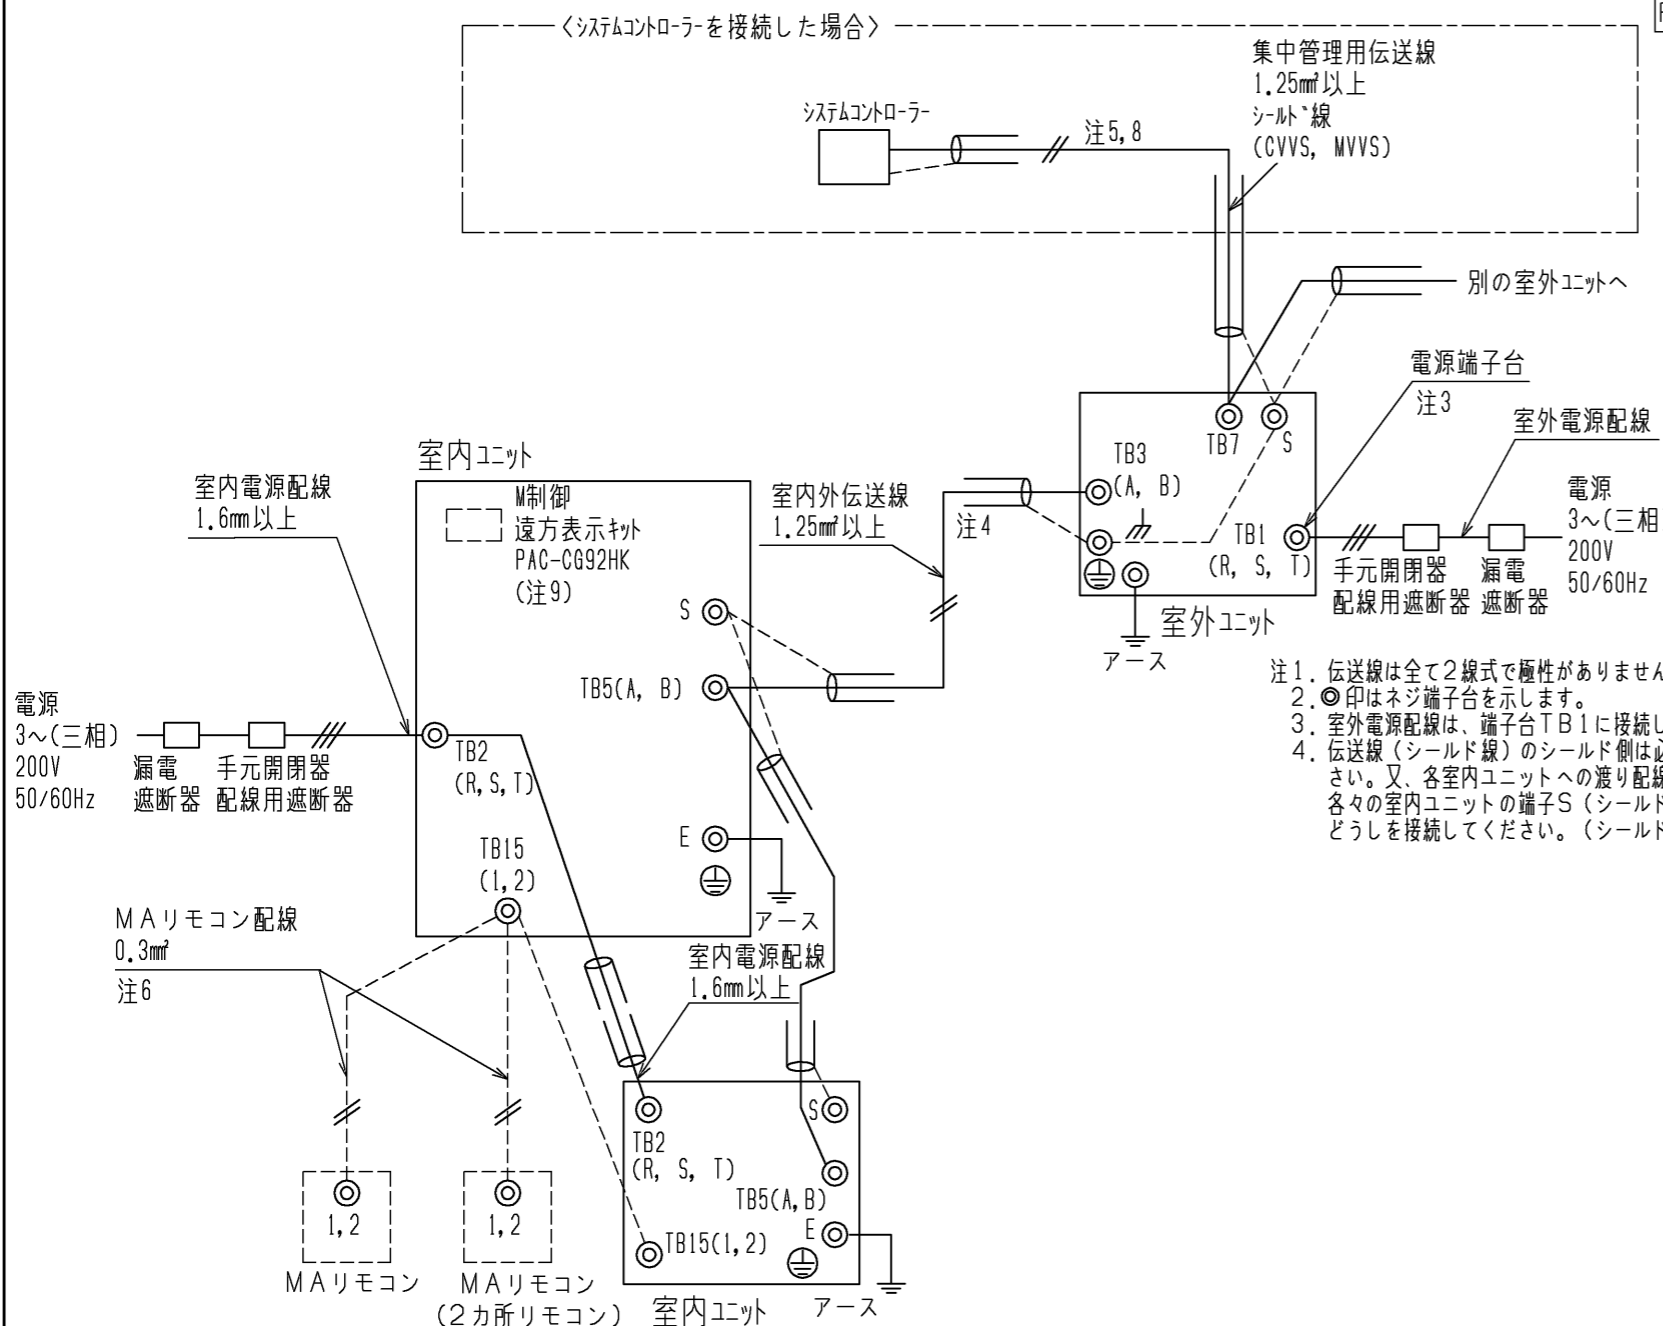 〈システムコントローラーを接続した場合〉
集中管理用伝送線
1.25㎟以上
シールド線
(CVVS, MVVS)
システムコントローラー
注5,8
別の室外ユニットへ
電源端子台
注3
室外電源配線
TB7
S
TB3
(A, B)
TB1
(R, S, T)
電源
3〜(三相
200V
50/60Hz
手元開閉器
配線用遮断器
漏電
遮断器
室外ユニット
アース
室内ユニット
室内電源配線
1.6mm以上
M制御
遠方表示キット
PAC-CG92HK
(注9)
室内外伝送線
1.25㎟以上
注4
S
TB5(A, B)
電源
3〜(三相)
200V
50/60Hz
漏電
遮断器
手元開閉器
配線用遮断器
TB2
(R,S,T)
E
TB15
(1,2)
アース
注1. 伝送線は全て2線式で極性がありません
2.◎印はネジ端子台を示します。
3. 室外電源配線は、端子台TB1に接続し
4. 伝送線（シールド線）のシールド側は必
さい。又、各室内ユニットへの渡り配線
各々の室内ユニットの端子S（シールド
どうしを接続してください。（シールド
MAリモコン配線
0.3㎟
注6
室内電源配線
1.6mm以上
TB2
(R, S, T)
S
TB5(A,B)
E
TB15(1,2)
1,2
1,2
MAリモコン
MAリモコン
(2カ所リモコン)
室内ユニット
アース